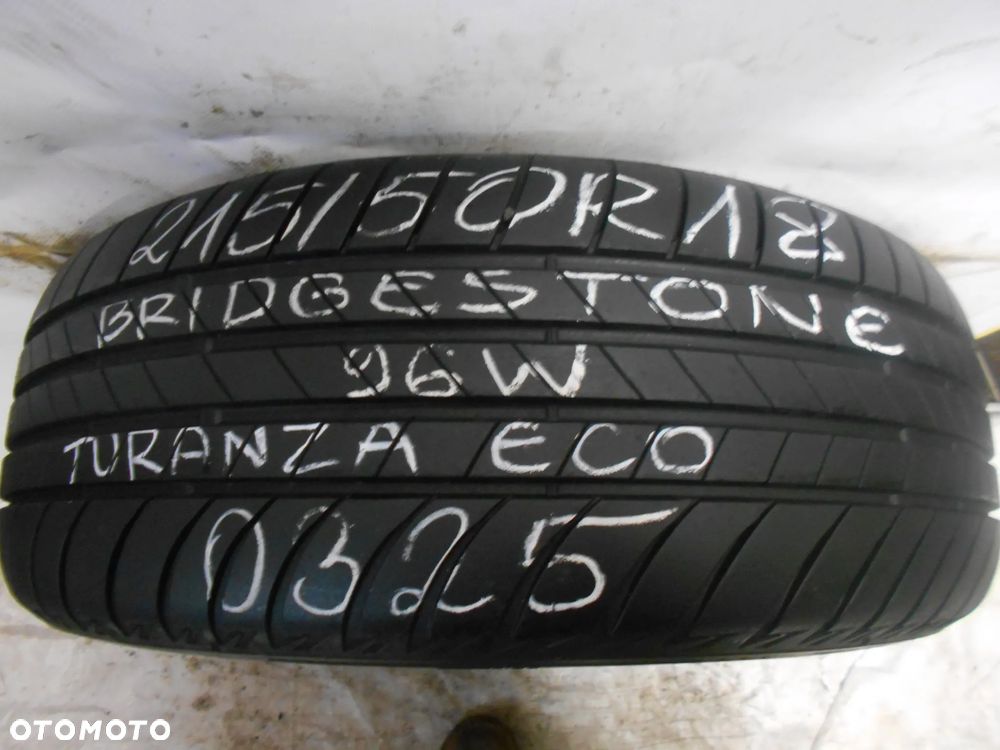 215/50R18
BRIDGESTONE
96W
TURANZA ECO
0325
OTOMOTO